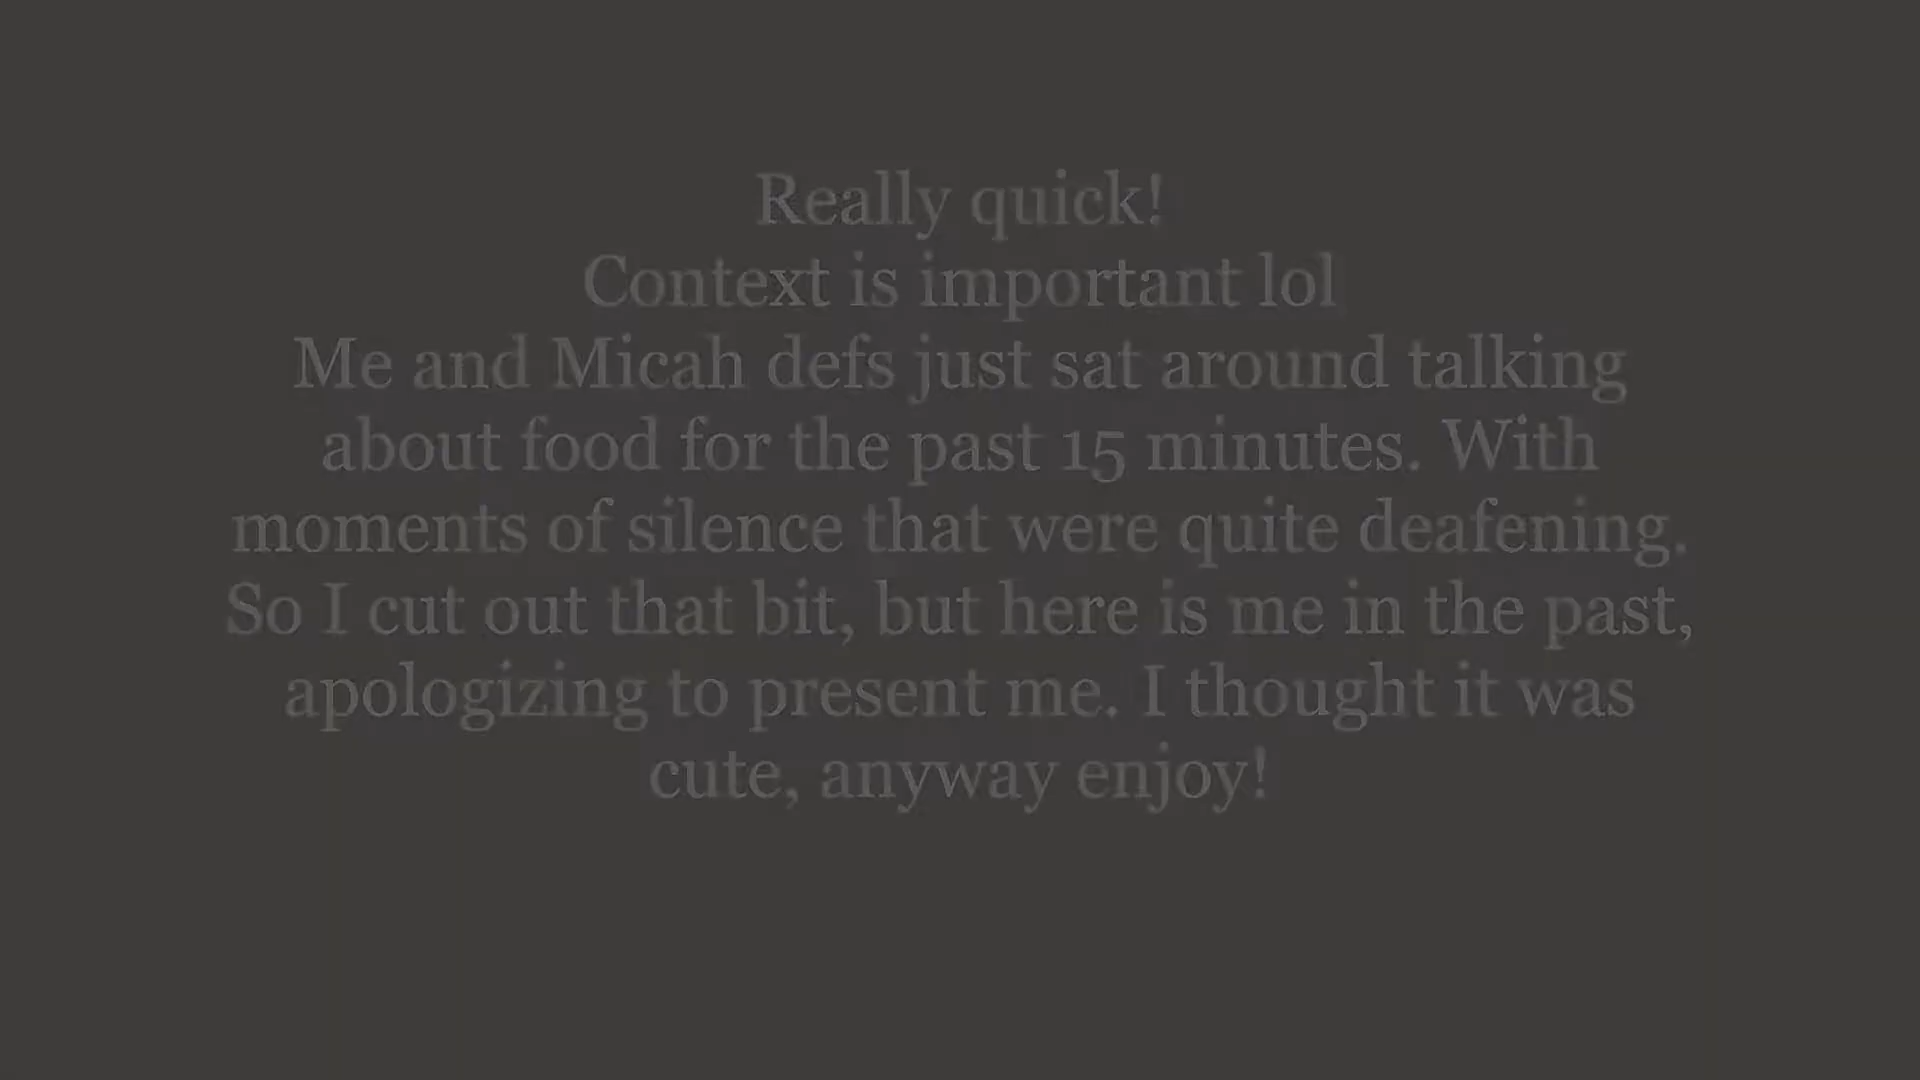 Really quick!
Context is important lol
Me and Micah defs just sat around talking
about food for the past 15 minutes. With
moments of silence that were quite deafening.
So I cut out that bit, but here is me in the past,
apologizing to present me. I thought it was
cute, anyway enjoy!